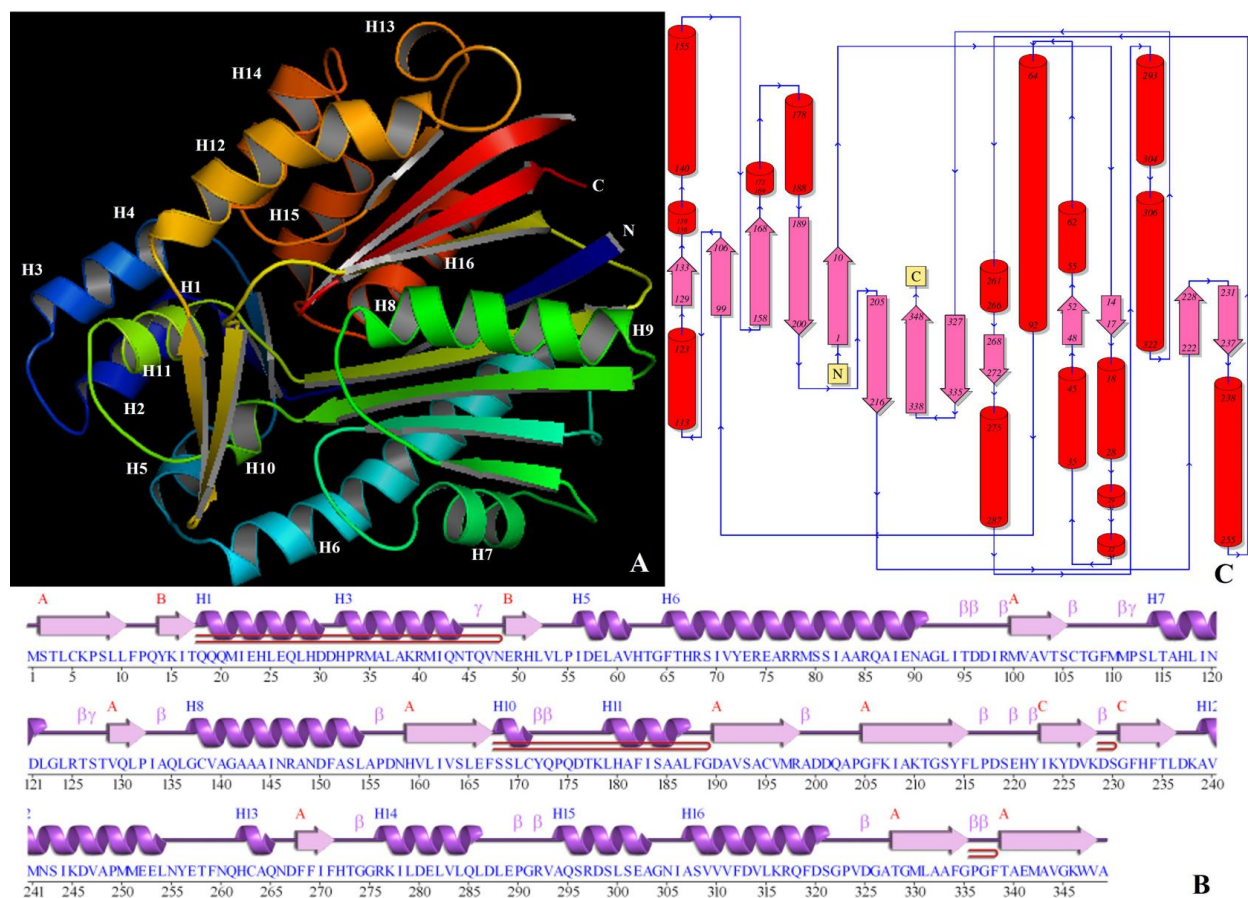 H13
H14
H12
H4
H15
H3
H16
C
N
H1
H8
H9
H11
H2
H5
H10
H6
H7
A
155
140
133
129
123
113
106
99
168
158
178
188
189
200
10
1
N
205
216
C
348
338
327
335
261
266
268
272
275
287
64
92
62
55
52
48
45
35
14
17
18
28
293
304
306
322
228
222
231
237
238
255
C
A B H1 H3 γ B H5 H6 ββ β A β βγ H7
MSTLCKPSLLFPQYKITQQQMIEHLEQLHDDHPRMALAKRMIQNTQVNERHLVLPIDELAVHTGFTHRSIVYEREARRMSSIAARQAIENAGLITDDIRMVAVTSCTGFMMPSLTAHLIN
1 5 10 15 20 25 30 35 40 45 50 55 60 65 70 75 80 85 90 95 100 105 110 115 120
βγ A β H8 β A H10 ββ H11 A β A β β β C β C H12
DLGLRTSTVQLPIAQLGCVAGAAAINRANDFASLAPDNHVLIVSLEFSSLCYQPQDTKLHAFISAALFGDAVSACVMRADDQAPGFKIAKTGSYFLPDSEHYIKYDVKDSGFHFTLDKAV
121 125 130 135 140 145 150 155 160 165 170 175 180 185 190 195 200 205 210 215 220 225 230 235 240
2 H13 A β H14 β β H15 H16 β A ββ A
MNSIKDVAPMMEELNYETFNQHCAQNDFFIFHTGGRKILDELVLQLDLEPGRVAQSRDSLSEAGNIASVVVFDVLKRQFDSGPVDGATGMLAAFGPGFTAEMAVGKWVA
241 245 250 255 260 265 270 275 280 285 290 295 300 305 310 315 320 325 330 335 340 345
B